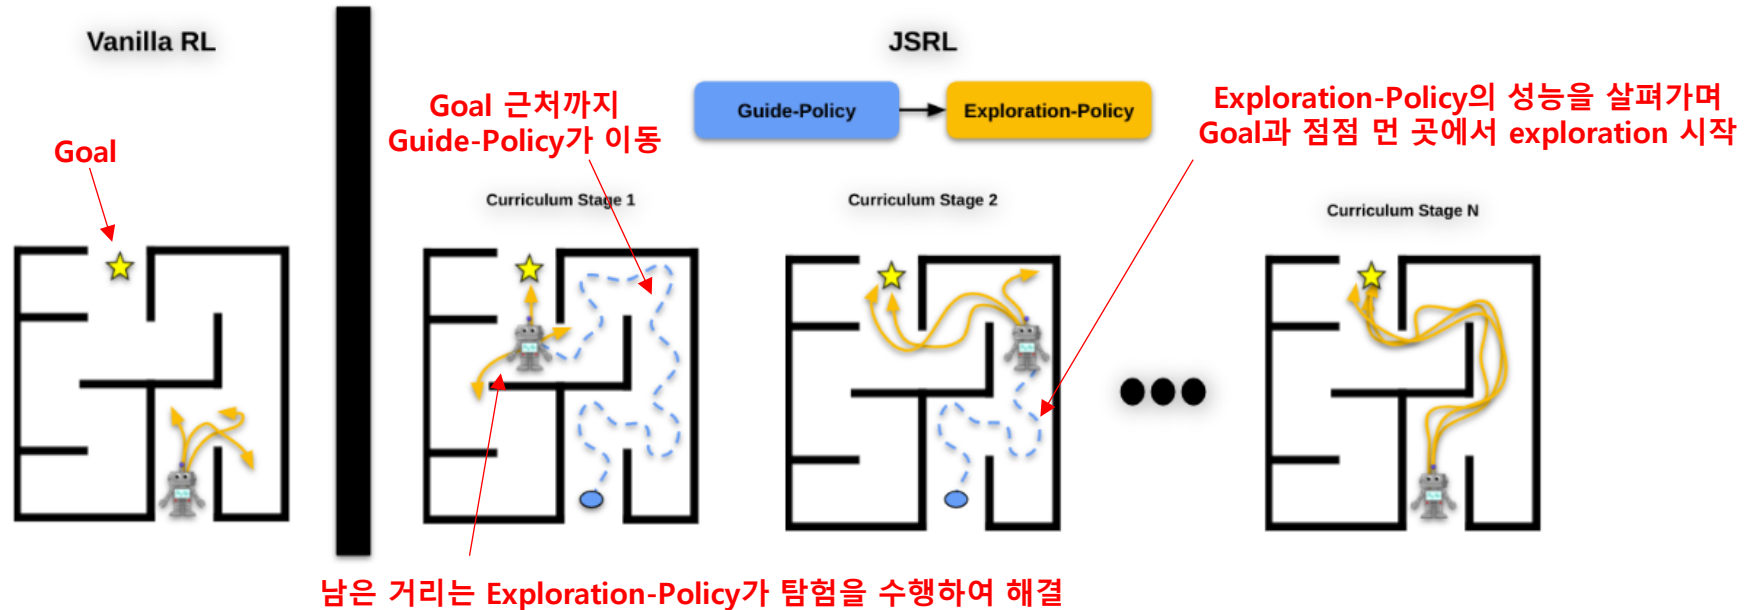 Vanilla RL
Goal
JSRL
Guide-Policy
Exploration-Policy
Goal 근처까지
Guide-Policy가 이동
Exploration-Policy의 성능을 살펴가며
Goal과 점점 먼 곳에서 exploration 시작
Curriculum Stage 1
Curriculum Stage 2
Curriculum Stage N
남은 거리는 Exploration-Policy가 탐험을 수행하여 해결